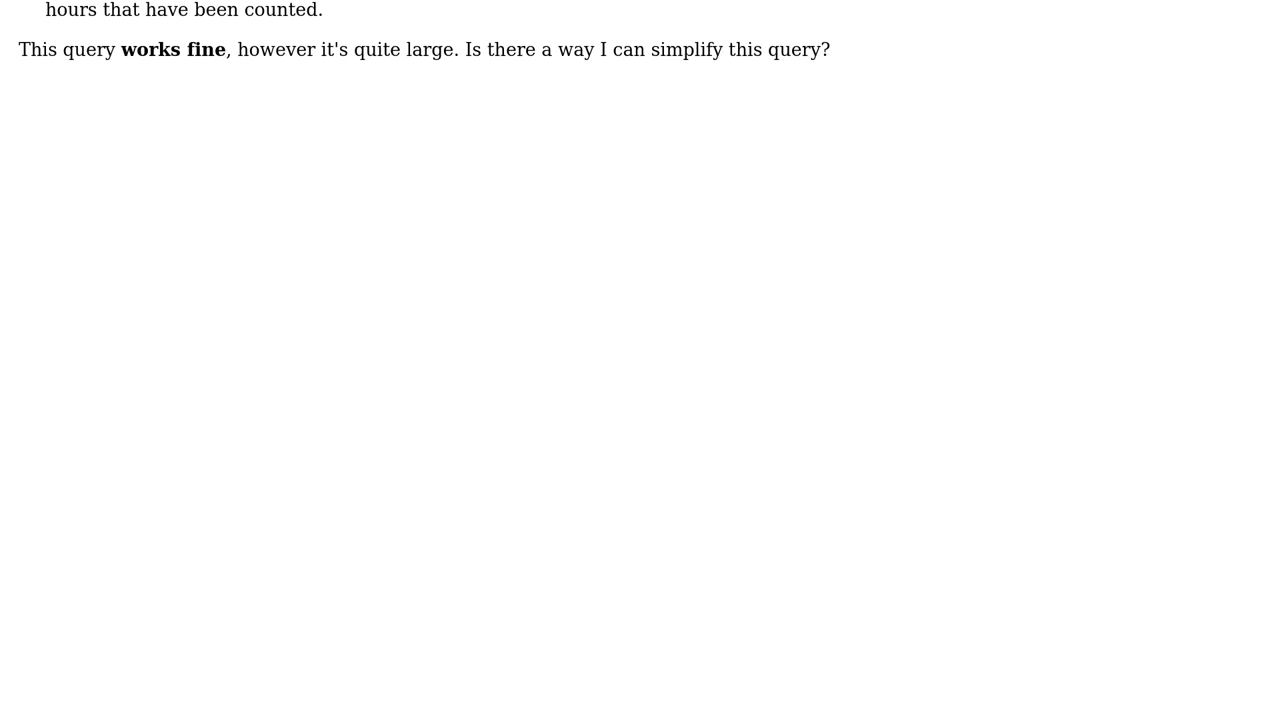 hours that have been counted.
This query works fine, however it's quite large. Is there a way I can simplify this query?